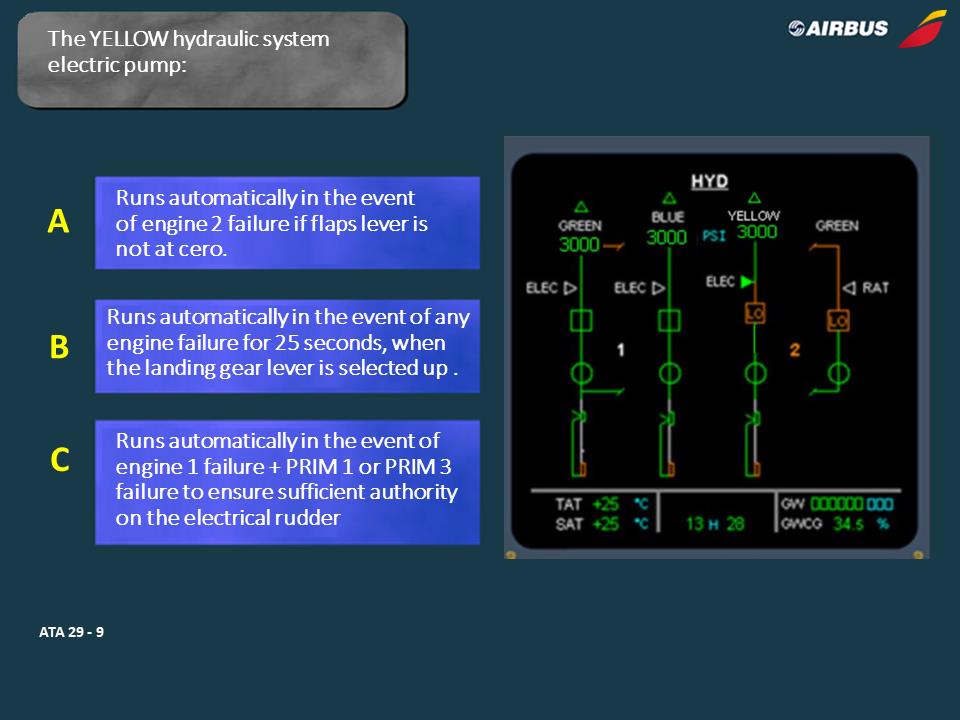 The YELLOW hydraulic system
electric pump:
AIRBUS
A
Runs automatically in the event
of engine 2 failure if flaps lever is
not at cero.
B
Runs automatically in the event of any
engine failure for 25 seconds, when
the landing gear lever is selected up .
C
Runs automatically in the event of
engine 1 failure + PRIM 1 or PRIM 3
failure to ensure sufficient authority
on the electrical rudder
HYD
GREEN BLUE YELLOW GREEN
3000 3000 PSI 3000
ELEC ELEC ELEC RAT
LO LO
1 2
TAT +25 °C GW 000000 000
SAT +25 °C 13 H 28 GWCG 34.5 %
ATA 29 - 9